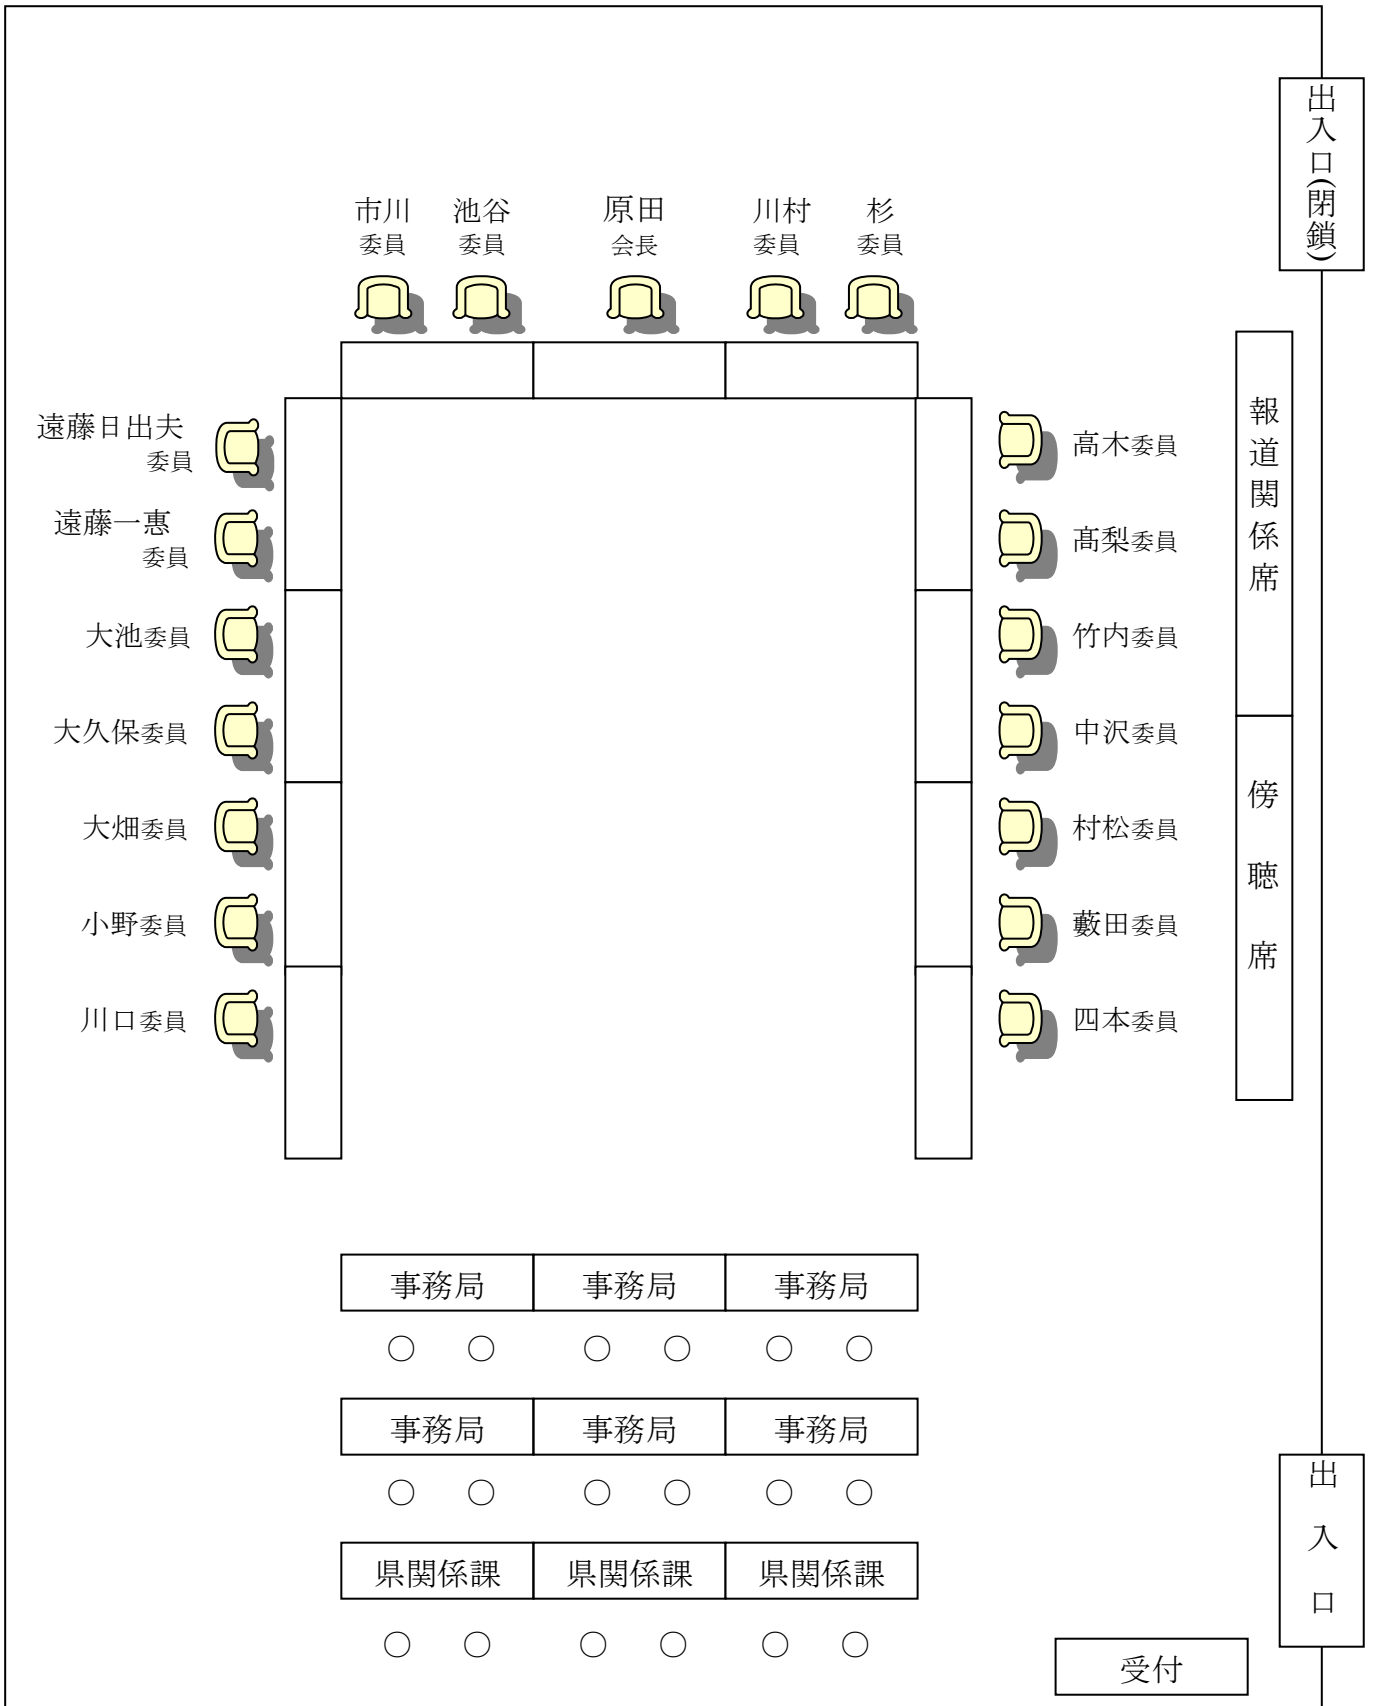 出入口(閉鎖)
市川 池谷 原田 川村 杉
委員 委員 会長 委員 委員
報道関係席
遠藤日出夫
委員
高木委員
遠藤一惠
委員
髙梨委員
大池委員
竹内委員
大久保委員
中沢委員
傍聴席
大畑委員
村松委員
小野委員
藪田委員
川口委員
四本委員
事務局 事務局 事務局
○ ○ ○ ○ ○ ○
事務局 事務局 事務局
○ ○ ○ ○ ○ ○
出入口
県関係課 県関係課 県関係課
○ ○ ○ ○ ○ ○
受付